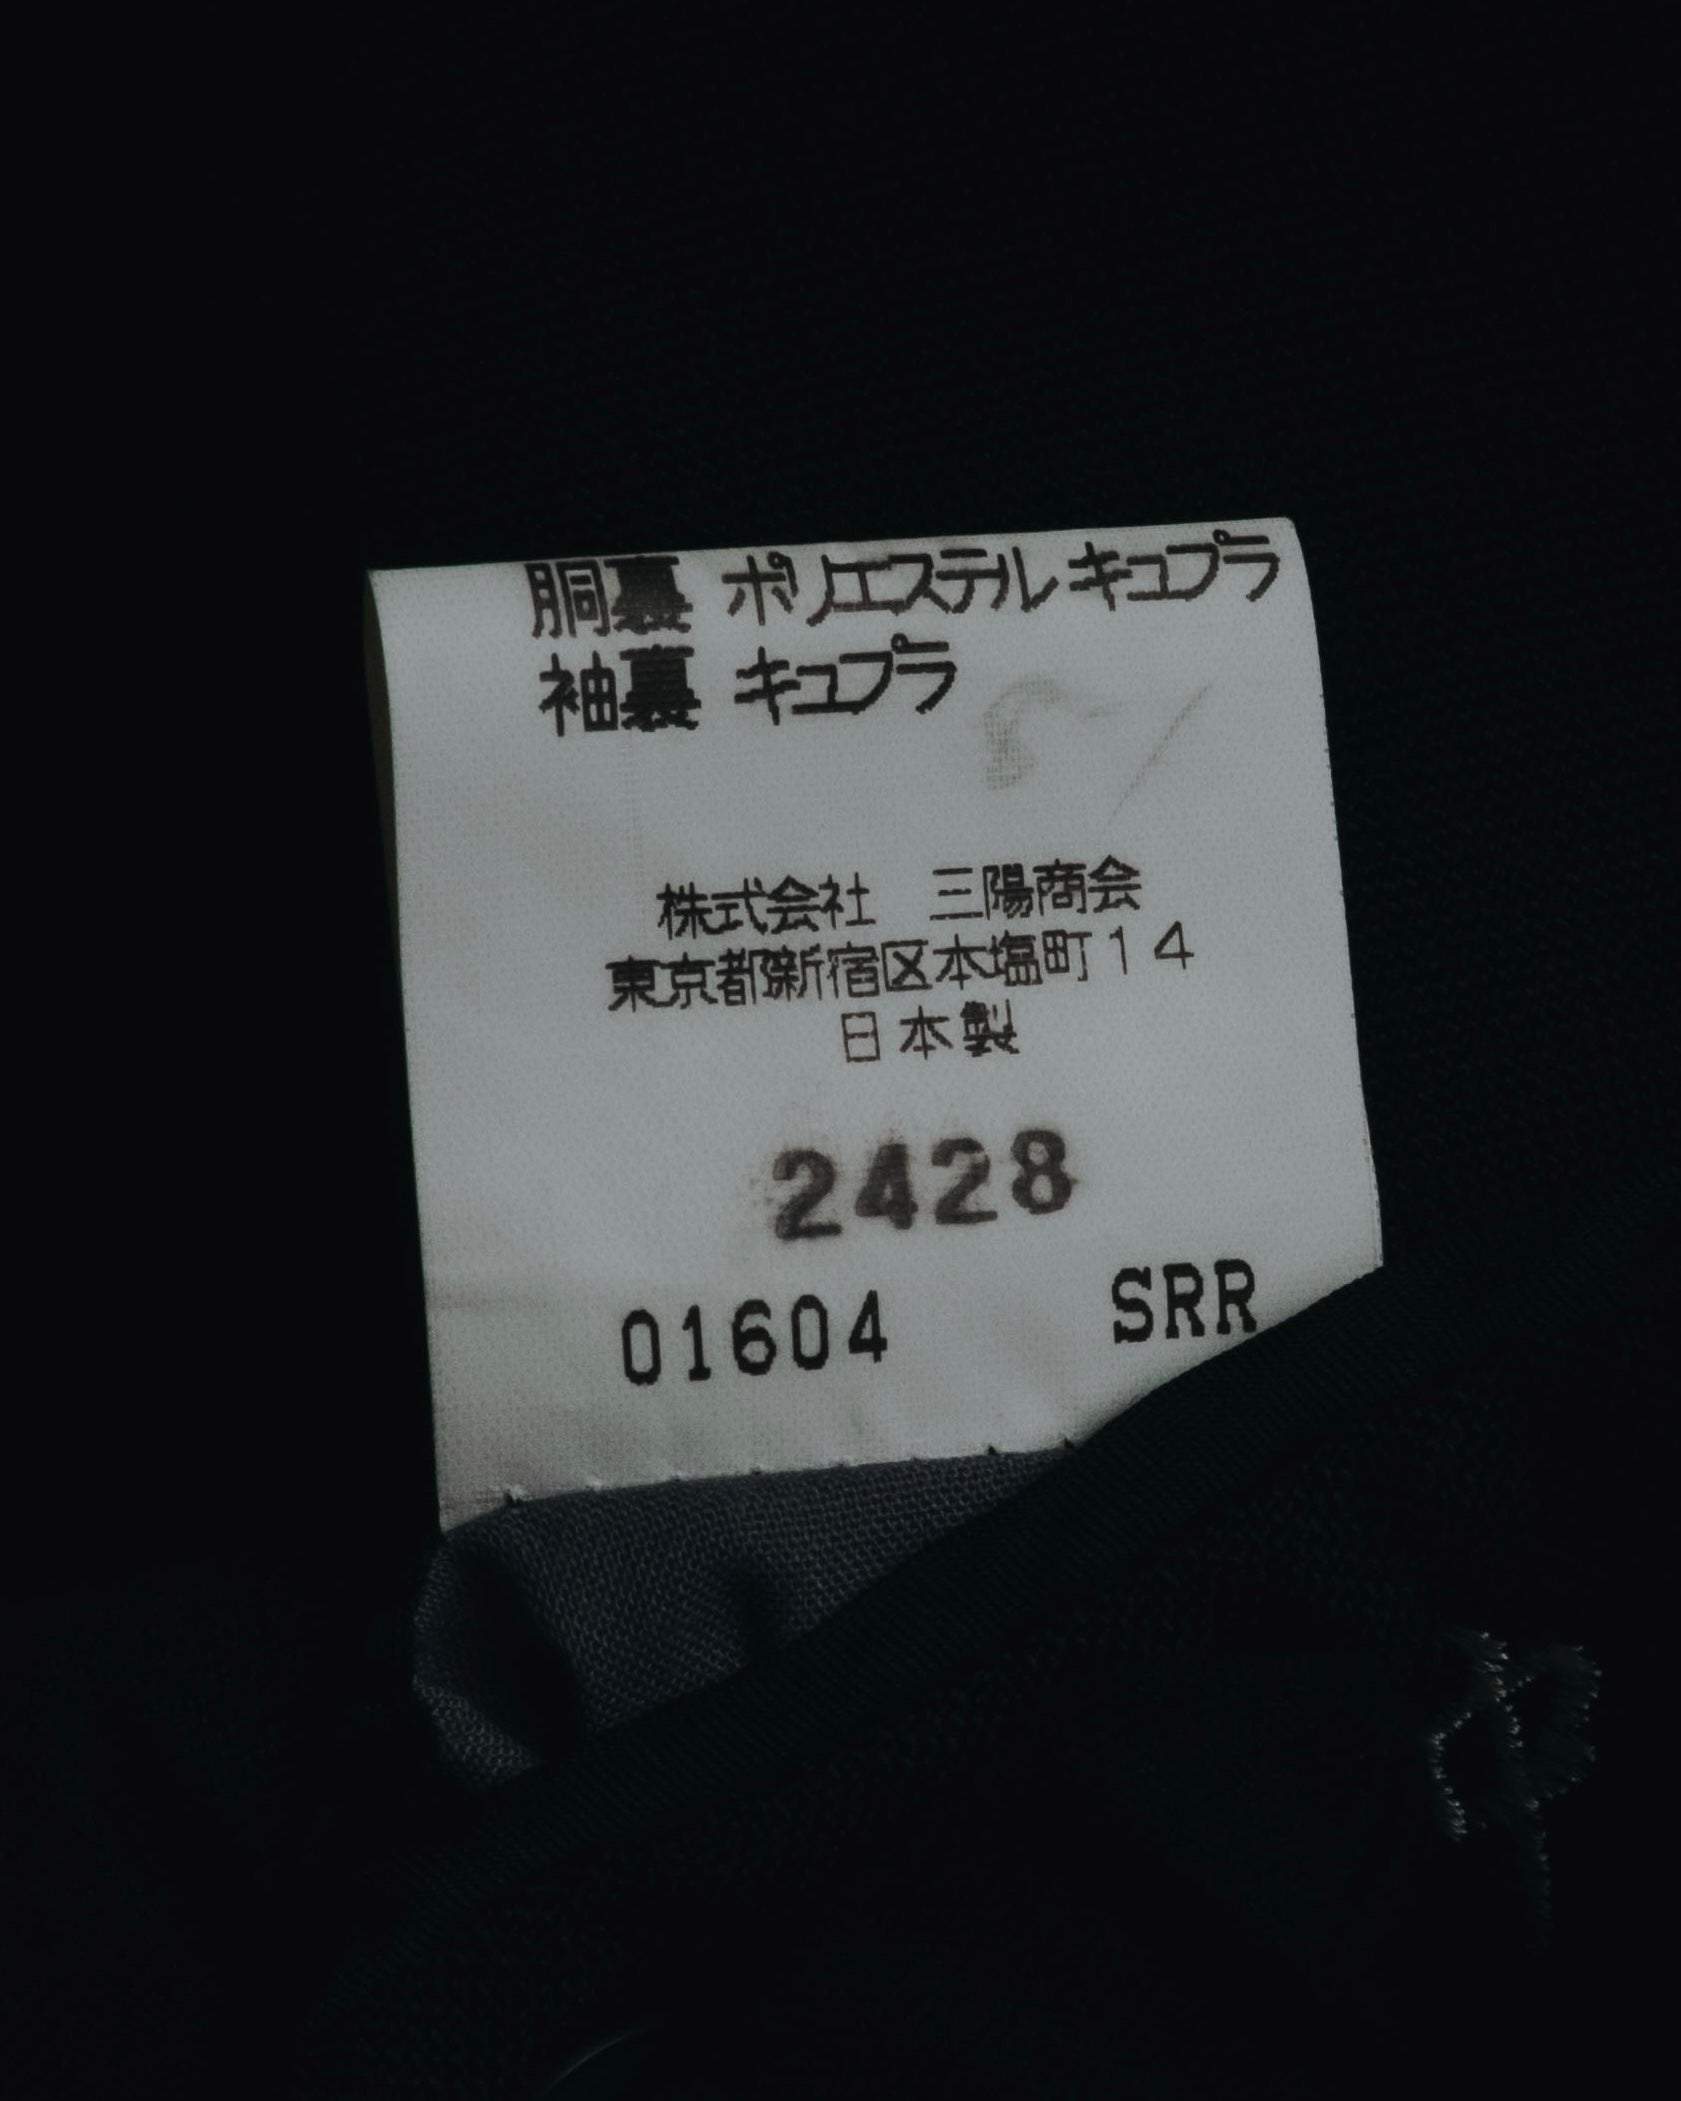 胴裏 ポリエステル キュプラ
袖裏 キュプラ
株式会社 三陽商会
東京都新宿区本塩町14
日本製
2428
01604 SRR